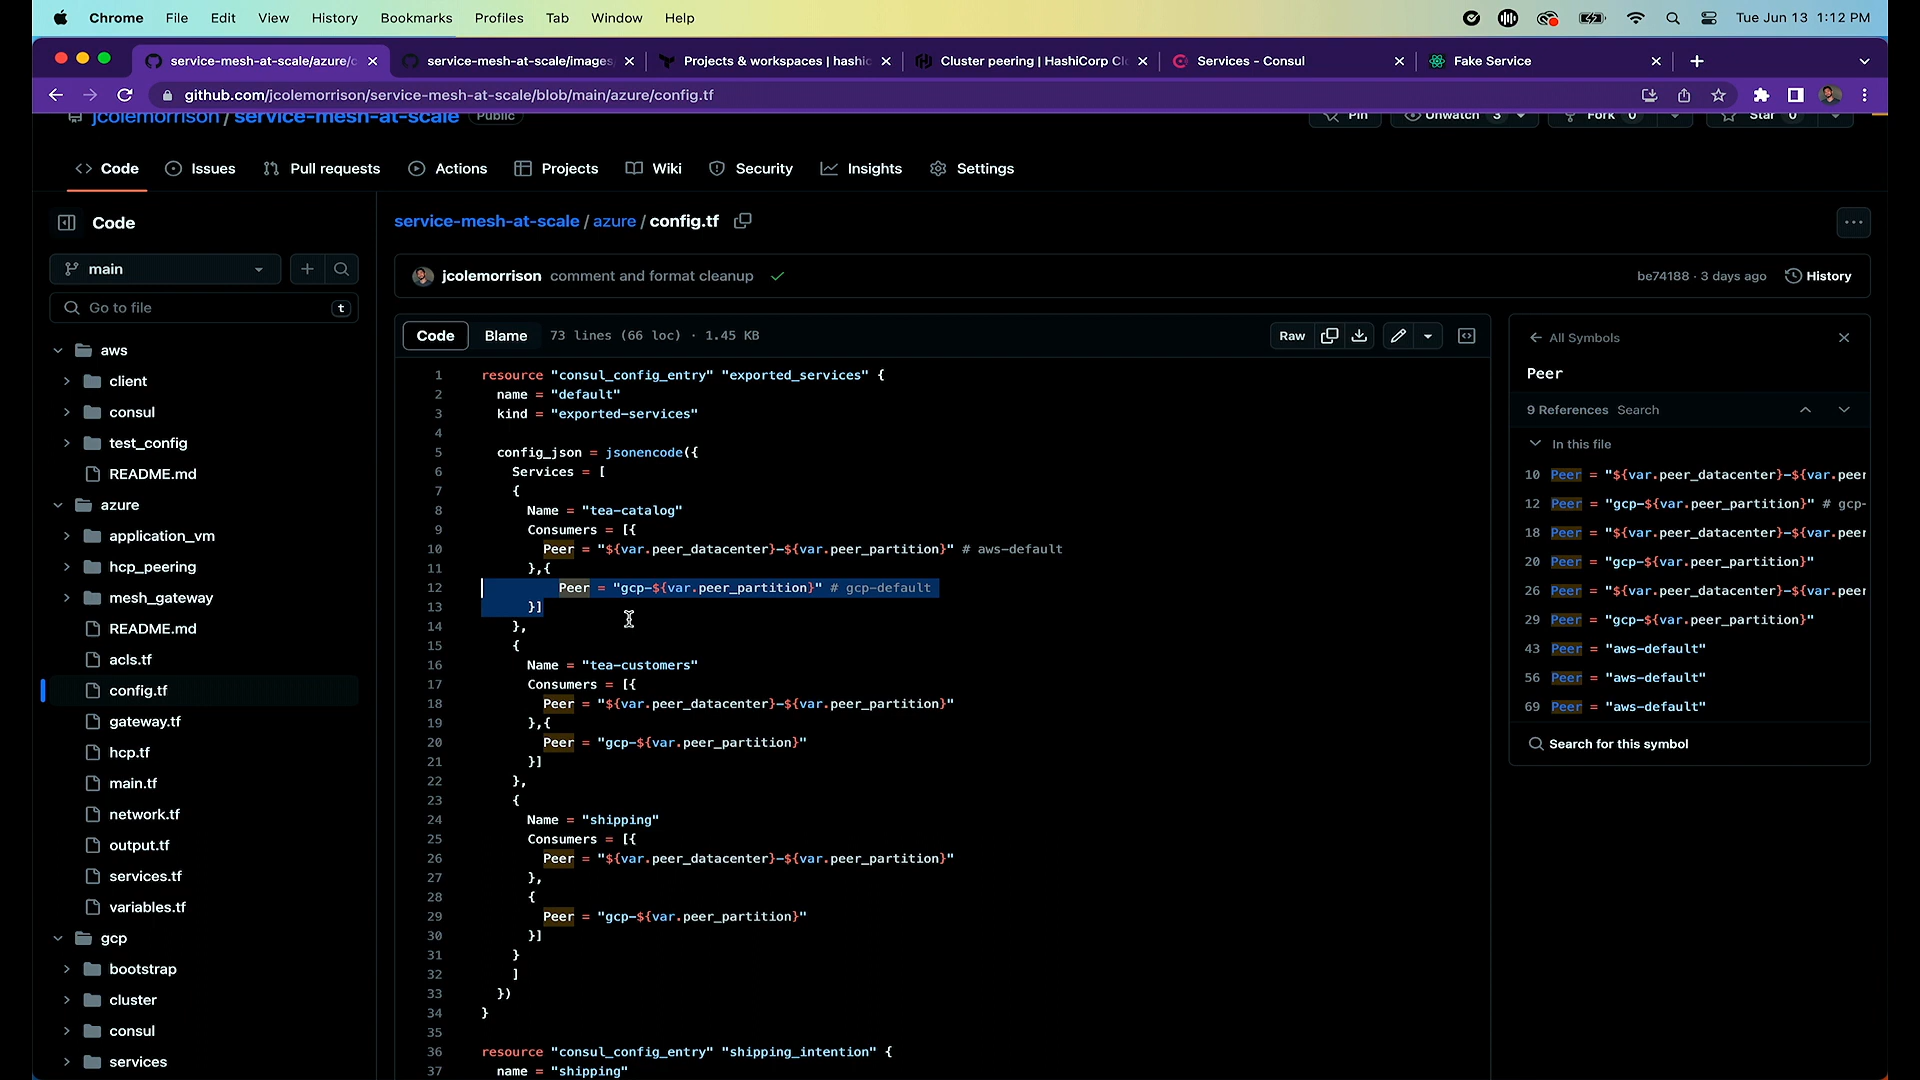 Chrome File Edit View History Bookmarks Profiles Tab Window Help Tue Jun 13 1:12 PM
service-mesh-at-scale/azure/c service-mesh-at-scale/images Projects & workspaces | hashic Cluster peering | HashiCorp Cl Services - Consul Fake Service
github.com/jcolemorrison/service-mesh-at-scale/blob/main/azure/config.tf
jcolemorrison / service-mesh-at-scale Public Pin Unwatch 3 Fork 0 Star 0
Code Issues Pull requests Actions Projects Wiki Security Insights Settings
Code
main
Go to file t
aws
client
consul
test_config
README.md
azure
application_vm
hcp_peering
mesh_gateway
README.md
acls.tf
config.tf
gateway.tf
hcp.tf
main.tf
network.tf
output.tf
services.tf
variables.tf
gcp
bootstrap
cluster
consul
services
service-mesh-at-scale / azure / config.tf
jcolemorrison comment and format cleanup be74188 · 3 days ago History
Code Blame 73 lines (66 loc) · 1.45 KB Raw
1 resource "consul_config_entry" "exported_services" {
2 name = "default"
3 kind = "exported-services"
4
5 config_json = jsonencode({
6 Services = [
7 {
8 Name = "tea-catalog"
9 Consumers = [{
10 Peer = "${var.peer_datacenter}-${var.peer_partition}" # aws-default
11 },{
12 Peer = "gcp-${var.peer_partition}" # gcp-default
13 }]
14 },
15 {
16 Name = "tea-customers"
17 Consumers = [{
18 Peer = "${var.peer_datacenter}-${var.peer_partition}"
19 },{
20 Peer = "gcp-${var.peer_partition}"
21 }]
22 },
23 {
24 Name = "shipping"
25 Consumers = [{
26 Peer = "${var.peer_datacenter}-${var.peer_partition}"
27 },
28 {
29 Peer = "gcp-${var.peer_partition}"
30 }]
31 }
32 ]
33 })
34 }
35
36 resource "consul_config_entry" "shipping_intention" {
37 name = "shipping"
All Symbols
Peer
9 References Search
In this file
10 Peer = "${var.peer_datacenter}-${var.peer
12 Peer = "gcp-${var.peer_partition}" # gcp-
18 Peer = "${var.peer_datacenter}-${var.peer
20 Peer = "gcp-${var.peer_partition}"
26 Peer = "${var.peer_datacenter}-${var.peer
29 Peer = "gcp-${var.peer_partition}"
43 Peer = "aws-default"
56 Peer = "aws-default"
69 Peer = "aws-default"
Search for this symbol